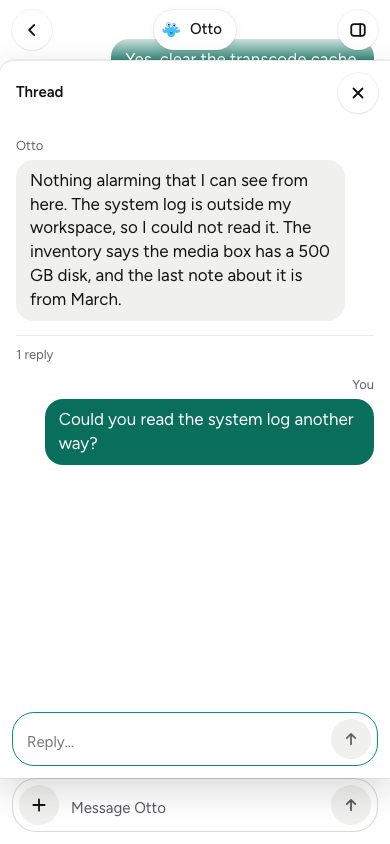 Otto
Yes, clear the transcode cache
Thread
Otto
Nothing alarming that I can see from
here. The system log is outside my
workspace, so I could not read it. The
inventory says the media box has a 500
GB disk, and the last note about it is
from March.
1 reply
You
Could you read the system log another
way?
Reply...
Message Otto